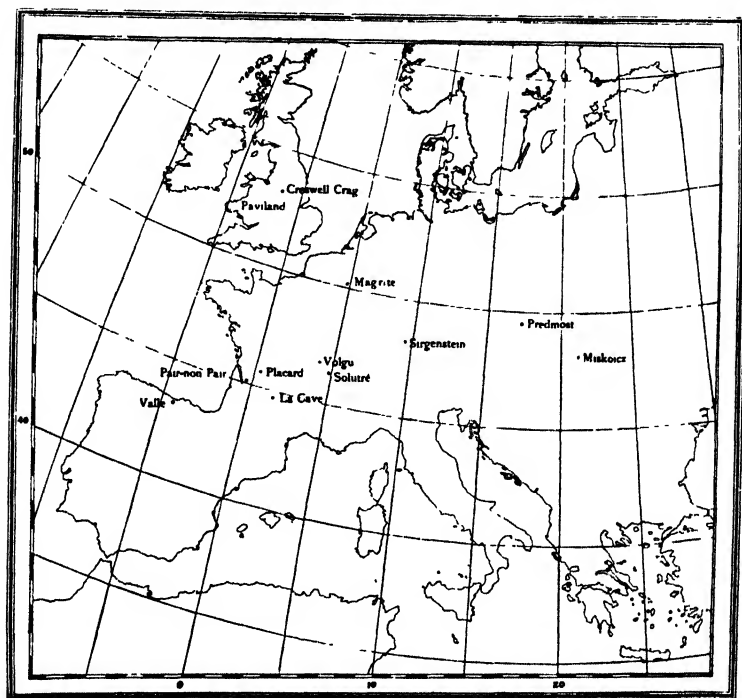 50
Creswell Crag
Paviland
Magrite
Predmost
Sirgenstein
Miskolcz
Volgu
Pair-non Pair
Placard
Solutré
La Cave
Valle
40
0
10
20